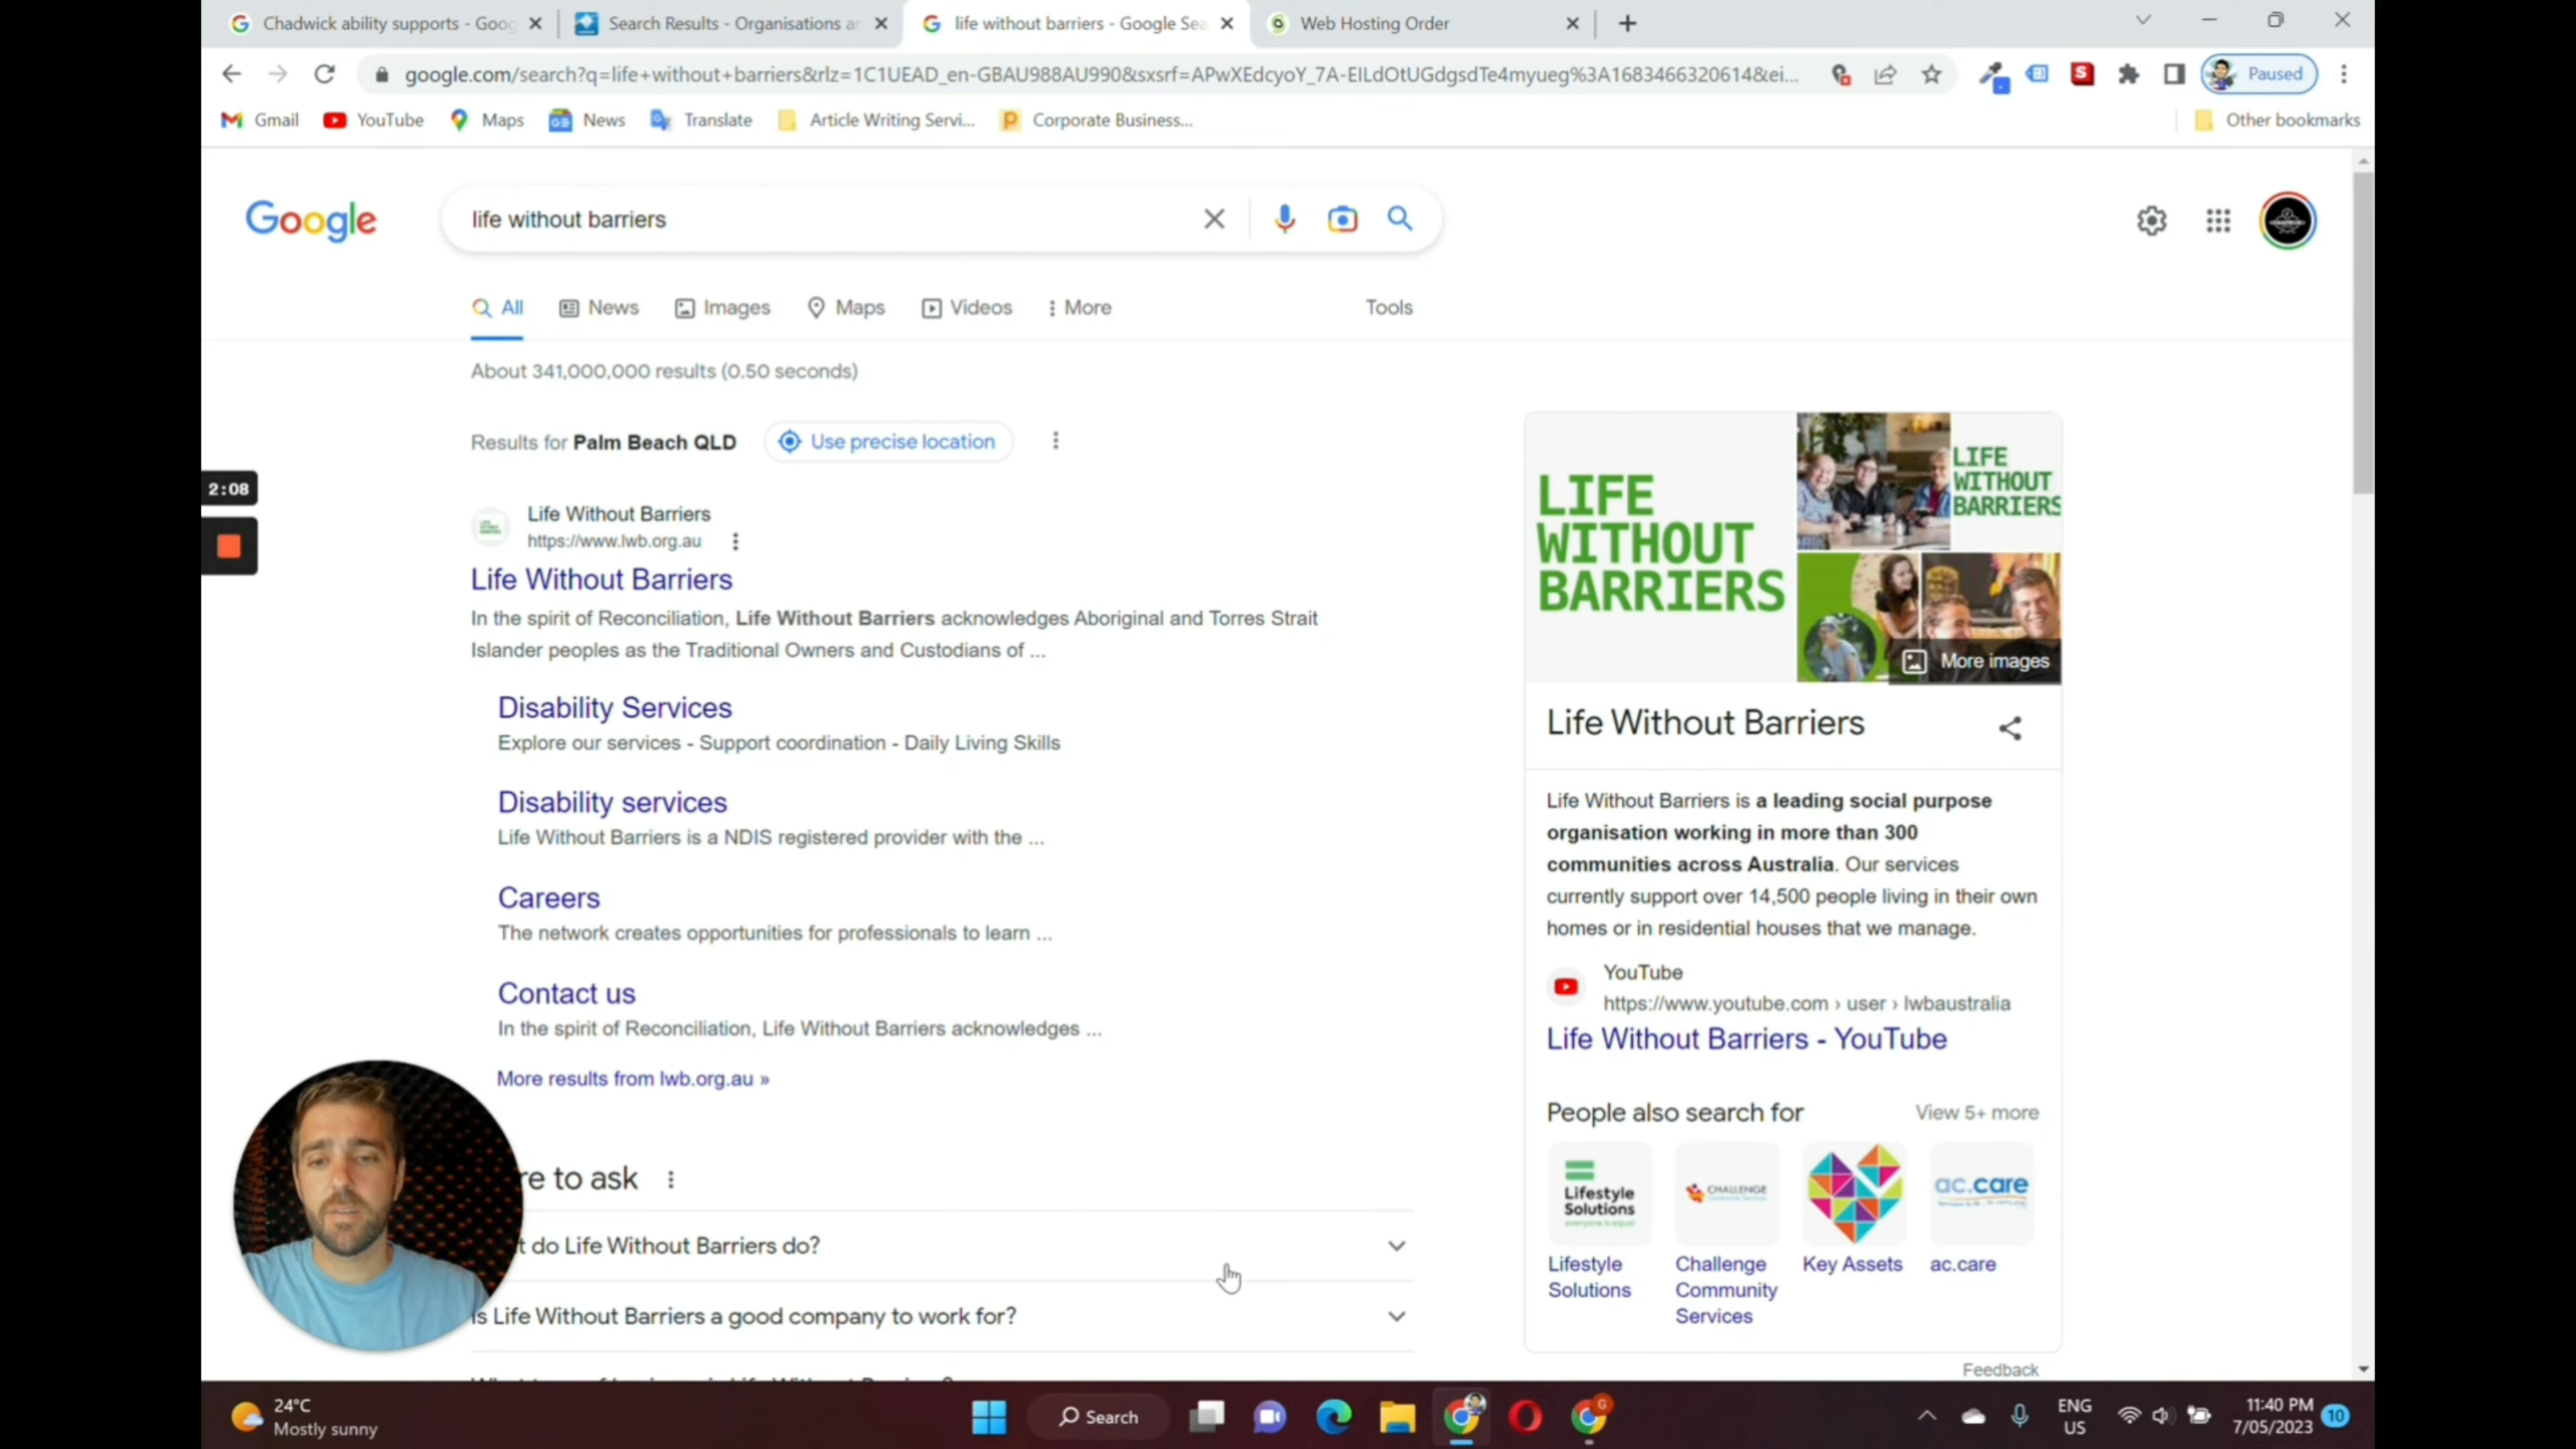 Chadwick ability supports - Goog
Search Results - Organisations ar
life without barriers - Google Sea
Web Hosting Order
google.com/search?q=life+without+barriers&rlz=1C1UEAD_en-GBAU988AU990&sxsrf=APwXEdcyoY_7A-EILdOtUGdgsdTe4myueg%3A1683466320614&ei...
Paused
Gmail
YouTube
Maps
News
Translate
Article Writing Servi...
Corporate Business...
Other bookmarks
Google
life without barriers
All
News
Images
Maps
Videos
More
Tools
About 341,000,000 results (0.50 seconds)
Results for Palm Beach QLD
Use precise location
2:08
Life Without Barriers
https://www.lwb.org.au
Life Without Barriers
In the spirit of Reconciliation, Life Without Barriers acknowledges Aboriginal and Torres Strait
Islander peoples as the Traditional Owners and Custodians of ...
Disability Services
Explore our services - Support coordination - Daily Living Skills
Disability services
Life Without Barriers is a NDIS registered provider with the ...
Careers
The network creates opportunities for professionals to learn ...
Contact us
In the spirit of Reconciliation, Life Without Barriers acknowledges ...
More results from lwb.org.au »
re to ask
t do Life Without Barriers do?
Is Life Without Barriers a good company to work for?
LIFE
WITHOUT
BARRIERS
LIFE
WITHOUT
BARRIERS
More images
Life Without Barriers
Life Without Barriers is a leading social purpose
organisation working in more than 300
communities across Australia. Our services
currently support over 14,500 people living in their own
homes or in residential houses that we manage.
YouTube
https://www.youtube.com › user › lwbaustralia
Life Without Barriers - YouTube
People also search for
View 5+ more
Lifestyle
Solutions
everyone is equal
CHALLENGE
ac.care
Lifestyle
Solutions
Challenge
Community
Services
Key Assets
ac.care
Feedback
24°C
Mostly sunny
Search
G
ENG
US
11:40 PM
7/05/2023
10